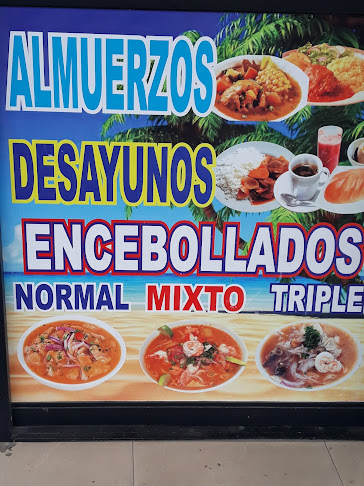 ALMUERZOS
DESAYUNOS
ENCEBOLLADOS
NORMAL MIXTO TRIPLE